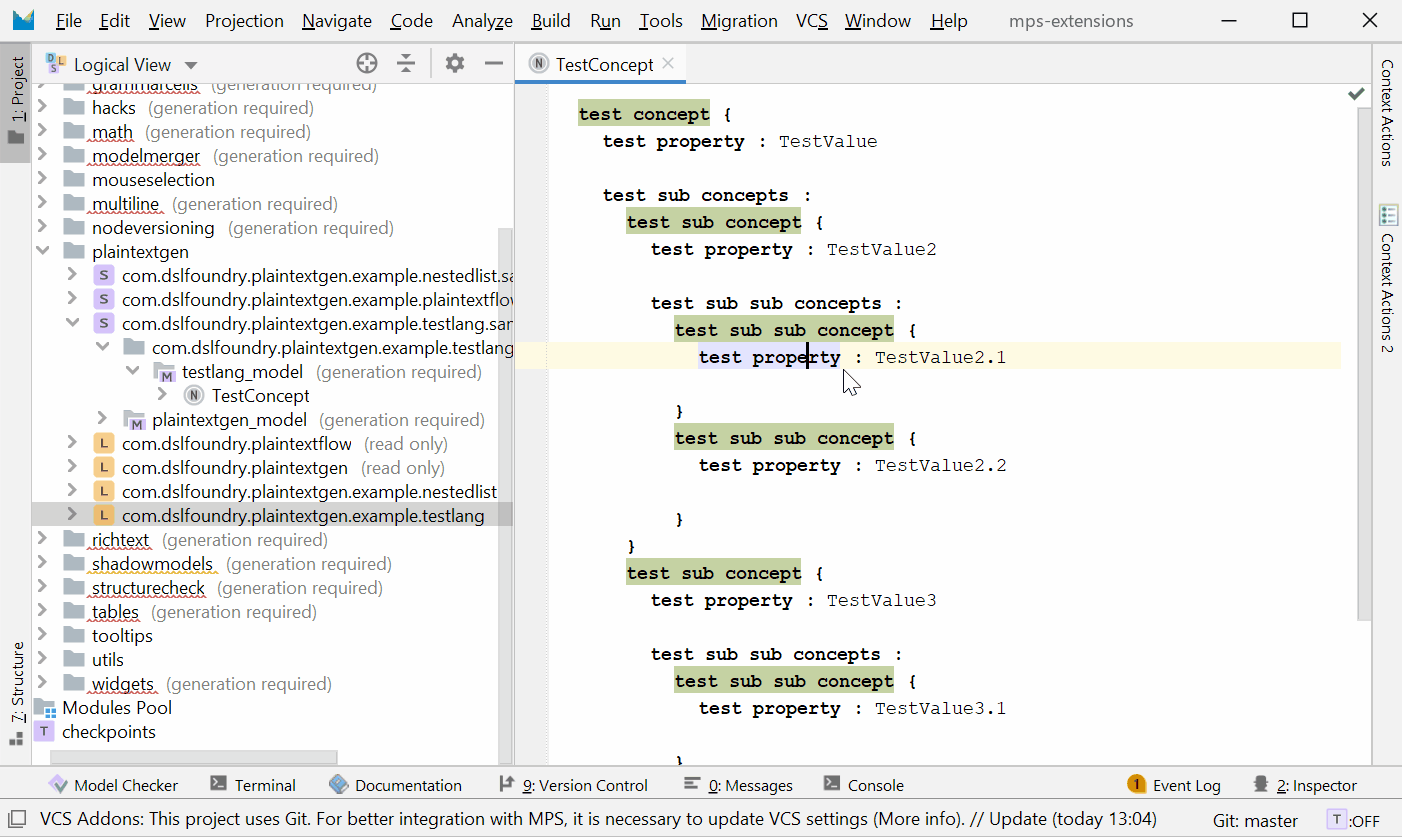 File Edit View Projection Navigate Code Analyze Build Run Tools Migration VCS Window Help mps-extensions
1: Project
Logical View
grammarcells (generation required)
hacks (generation required)
math (generation required)
modelmerger (generation required)
mouseselection
multiline (generation required)
nodeversioning (generation required)
plaintextgen
S com.dslfoundry.plaintextgen.example.nestedlist.sa
S com.dslfoundry.plaintextgen.example.plaintextflow
S com.dslfoundry.plaintextgen.example.testlang.san
com.dslfoundry.plaintextgen.example.testlang
M testlang_model (generation required)
N TestConcept
M plaintextgen_model (generation required)
L com.dslfoundry.plaintextflow (read only)
L com.dslfoundry.plaintextgen (read only)
L com.dslfoundry.plaintextgen.example.nestedlist
L com.dslfoundry.plaintextgen.example.testlang
richtext (generation required)
shadowmodels (generation required)
structurecheck (generation required)
tables (generation required)
tooltips
utils
widgets (generation required)
Modules Pool
T checkpoints
7: Structure
N TestConcept
test concept {
test property : TestValue
test sub concepts :
test sub concept {
test property : TestValue2
test sub sub concepts :
test sub sub concept {
test property : TestValue2.1
}
test sub sub concept {
test property : TestValue2.2
}
}
test sub concept {
test property : TestValue3
test sub sub concepts :
test sub sub concept {
test property : TestValue3.1
}
Context Actions
Context Actions 2
Model Checker Terminal Documentation 9: Version Control 0: Messages Console 1 Event Log 2: Inspector
VCS Addons: This project uses Git. For better integration with MPS, it is necessary to update VCS settings (More info). // Update (today 13:04) Git: master T :OFF